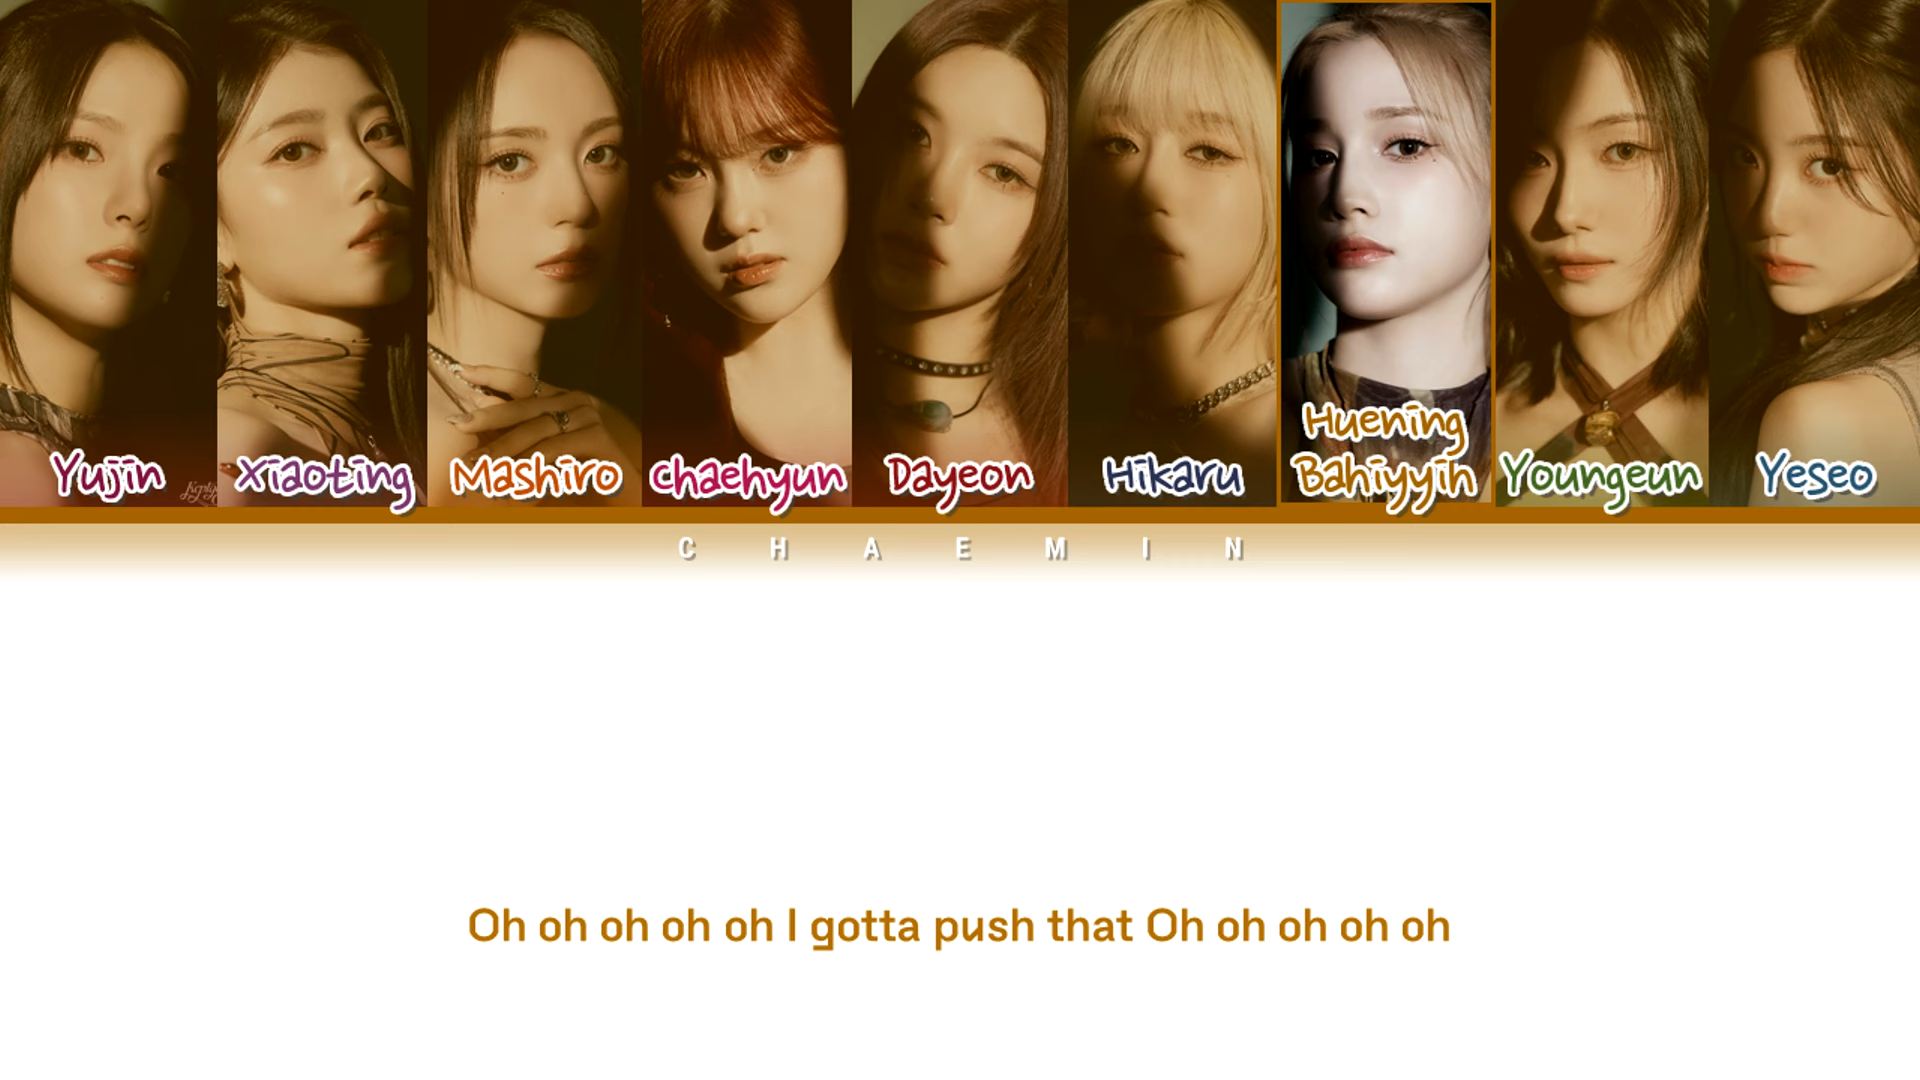 Yujin Xiaoting Mashiro Chaehyun Dayeon Hikaru Huening Bahiyyih Youngeun Yeseo
C H A E M I N
Oh oh oh oh oh I gotta push that Oh oh oh oh oh